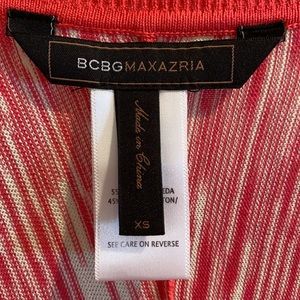 BCBGMAXAZRIA
Made in China
XS
SEE CARE ON REVERSE